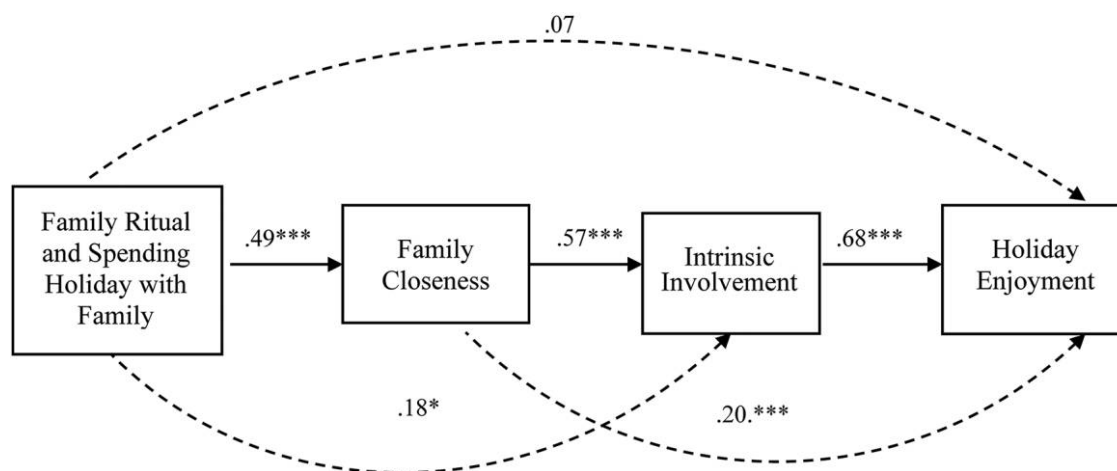 .07
Family Ritual
and Spending
Holiday with
Family
.49***
Family
Closeness
.57***
Intrinsic
Involvement
.68***
Holiday
Enjoyment
.18*
.20.***